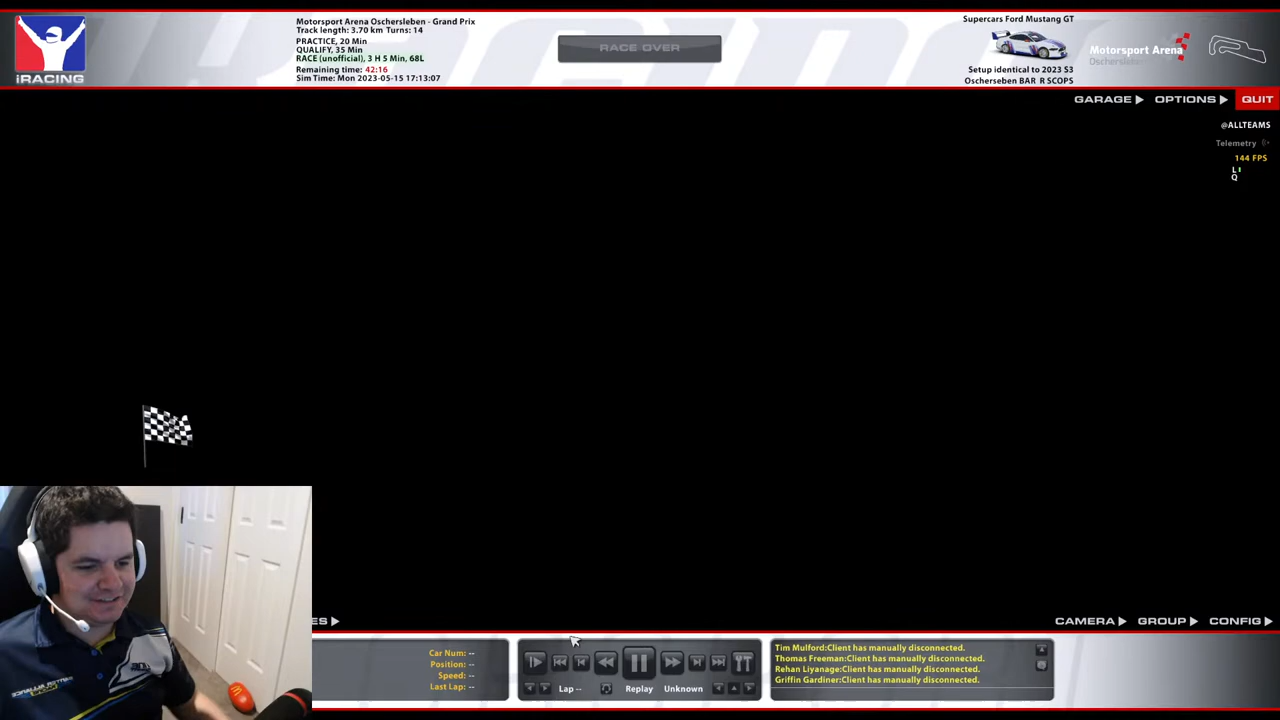 iRACING
Motorsport Arena Oschersleben - Grand Prix
Track length: 3.70 km Turns: 14
PRACTICE, 20 Min
QUALIFY, 35 Min
RACE (unofficial), 3 H 5 Min, 68L
Remaining time: 42:16
Sim Time: Mon 2023-05-15 17:13:07
RACE OVER
Supercars Ford Mustang GT
Setup identical to 2023 S3
Oscherseben BAR R SCOPS
Motorsport Arena
Oschersleben
GARAGE OPTIONS QUIT
@ALLTEAMS
Telemetry
144 FPS
L
Q
ES
CAMERA GROUP CONFIG
Car Num: --
Position: --
Speed: --
Last Lap: --
Lap -- Replay Unknown
Tim Mulford:Client has manually disconnected.
Thomas Freeman:Client has manually disconnected.
Rehan Liyanage:Client has manually disconnected.
Griffin Gardiner:Client has manually disconnected.